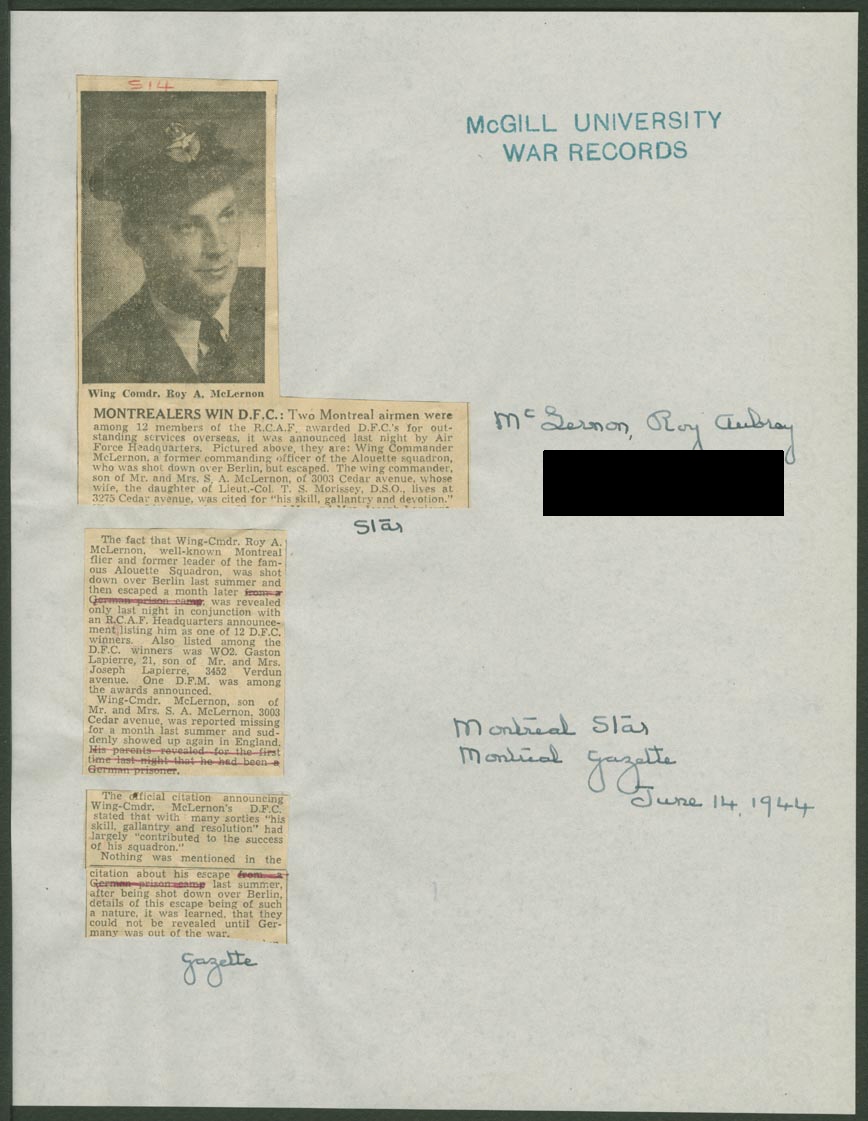 S14
McGILL UNIVERSITY
WAR RECORDS
Wing Comdr. Roy A. McLernon
MONTREALERS WIN D.F.C.: Two Montreal airmen were
among 12 members of the R.C.A.F. awarded D.F.C.'s for out-
standing services overseas, it was announced last night by Air
Force Headquarters. Pictured above, they are: Wing Commander
McLernon, a former commanding officer of the Alouette squadron,
who was shot down over Berlin, but escaped. The wing commander,
son of Mr. and Mrs. S. A. McLernon, of 3003 Cedar avenue, whose
wife, the daughter of Lieut.-Col. T. S. Morissey, D.S.O., lives at
3275 Cedar avenue, was cited for "his skill, gallantry and devotion."
Star
McLernon, Roy Aubray
The fact that Wing-Cmdr. Roy A.
McLernon, well-known Montreal
flier and former leader of the fam-
ous Alouette Squadron, was shot
down over Berlin last summer and
then escaped a month later from a
German prison camp, was revealed
only last night in conjunction with
an R.C.A.F. Headquarters announce-
ment listing him as one of 12 D.F.C.
winners. Also listed among the
D.F.C. winners was WO2. Gaston
Lapierre, 21, son of Mr. and Mrs.
Joseph Lapierre, 3452 Verdun
avenue. One D.F.M. was among
the awards announced.
Wing-Cmdr. McLernon, son of
Mr. and Mrs. S. A. McLernon, 3003
Cedar avenue, was reported missing
for a month last summer and sud-
denly showed up again in England.
His parents revealed for the first
time last night that he had been a
German prisoner.
The official citation announcing
Wing-Cmdr. McLernon's D.F.C.
stated that with many sorties "his
skill, gallantry and resolution" had
largely "contributed to the success
of his squadron."
Nothing was mentioned in the
citation about his escape from a
German prison camp last summer,
after being shot down over Berlin,
details of this escape being of such
a nature, it was learned, that they
could not be revealed until Ger-
many was out of the war.
Gazette
Montreal Star
Montreal Gazette
June 14, 1944